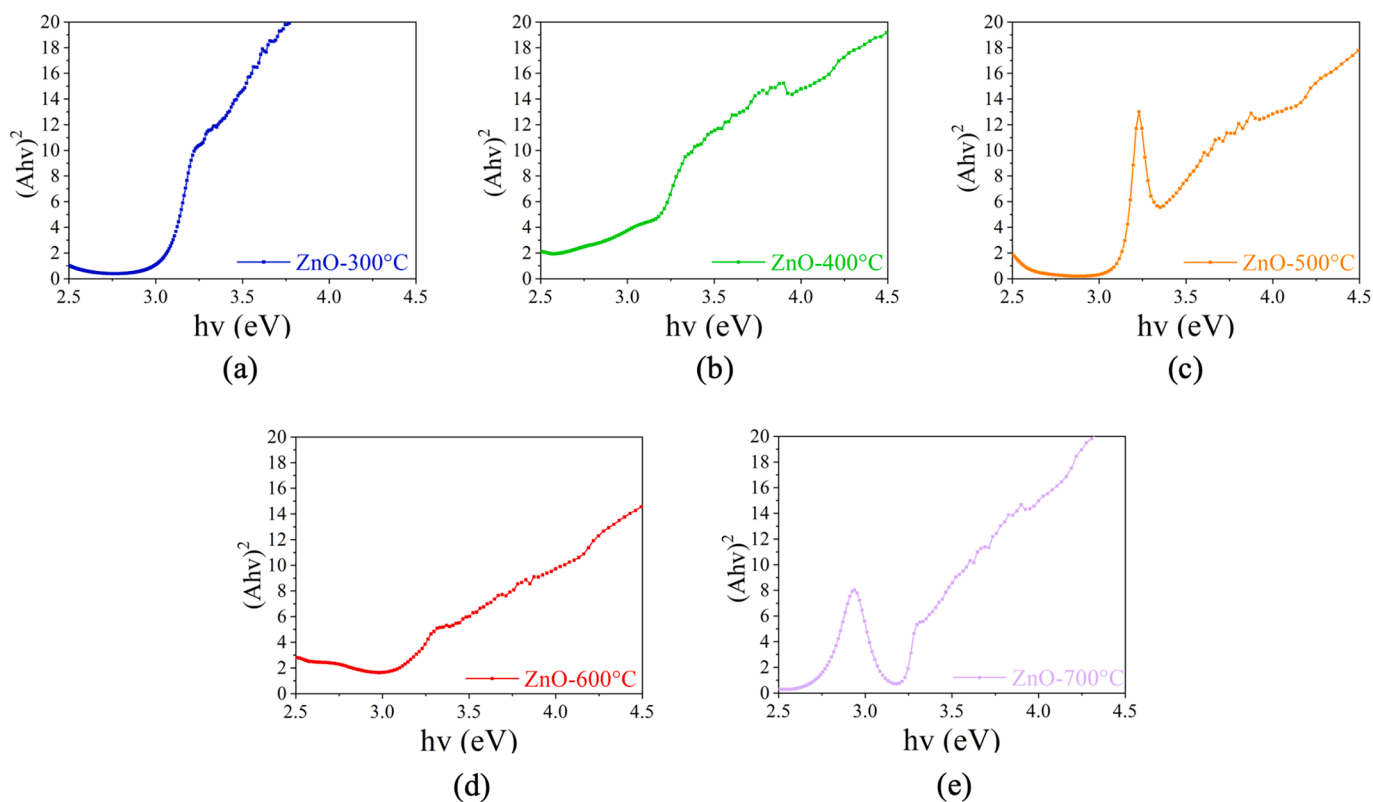 20
18
16
14
12
10
8
6
4
2
0
(Ahv)²
ZnO-300°C
2.5 3.0 3.5 4.0 4.5
hv (eV)
(a)
20
18
16
14
12
10
8
6
4
2
0
(Ahv)²
ZnO-400°C
2.5 3.0 3.5 4.0 4.5
hv (eV)
(b)
20
18
16
14
12
10
8
6
4
2
0
(Ahv)²
ZnO-500°C
2.5 3.0 3.5 4.0 4.5
hv (eV)
(c)
20
18
16
14
12
10
8
6
4
2
0
(Ahv)²
ZnO-600°C
2.5 3.0 3.5 4.0 4.5
hv (eV)
(d)
20
18
16
14
12
10
8
6
4
2
0
(Ahv)²
ZnO-700°C
2.5 3.0 3.5 4.0 4.5
hv (eV)
(e)